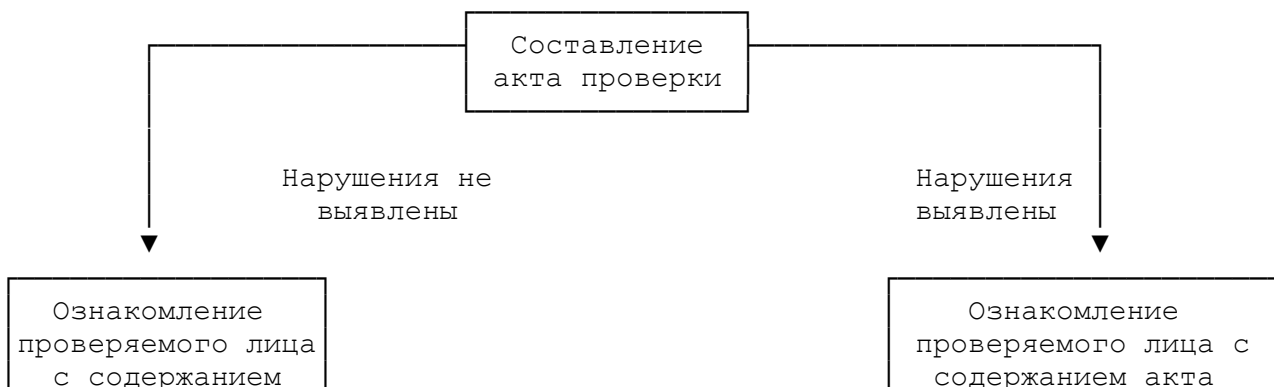 Составление
акта проверки
Нарушения не
выявлены
Нарушения
выявлены
Ознакомление
проверяемого лица
с содержанием
Ознакомление
проверяемого лица с
содержанием акта